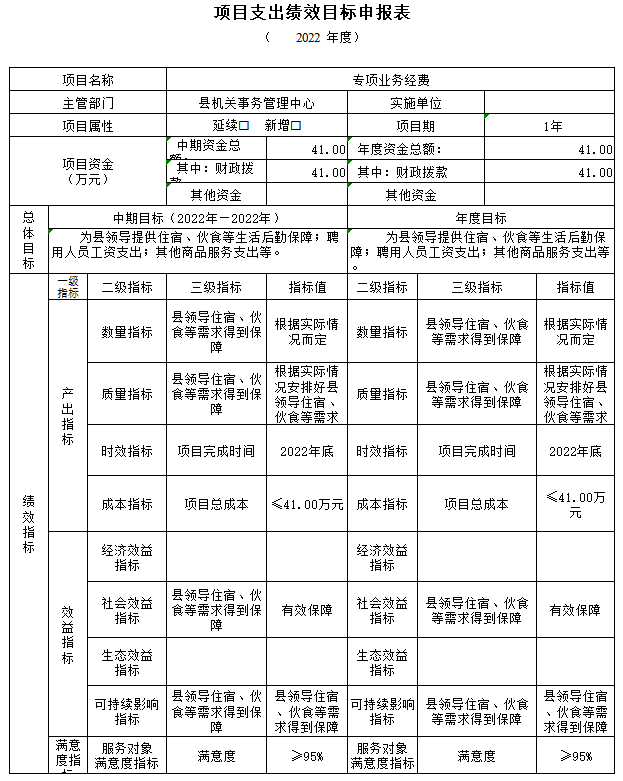 项目支出绩效目标申报表
（ 2022 年度）
项目名称 专项业务经费
主管部门 县机关事务管理中心 实施单位
项目属性 延续□ 新增□ 项目期 1年
项目资金
（万元）
中期资金总
额：
41.00 年度资金总额： 41.00
其中：财政拨
款
41.00 其中：财政拨款 41.00
其他资金 其他资金
总体目标
中期目标（2022年—2022年） 年度目标
为县领导提供住宿、伙食等生活后勤保障；聘
用人员工资支出；其他商品服务支出等。
为县领导提供住宿、伙食等生活后勤保
障；聘用人员工资支出；其他商品服务支出等
。
绩效指标
一级
指标
二级指标 三级指标 指标值 二级指标 三级指标 指标值
产出指标
数量指标
县领导住宿、伙
食等需求得到保
障
根据实际情
况而定
数量指标
县领导住宿、伙食
等需求得到保障
根据实际情
况而定
质量指标
县领导住宿、伙
食等需求得到保
障
根据实际情
况安排好县
领导住宿、
伙食等需求
质量指标
县领导住宿、伙食
等需求得到保障
根据实际情
况安排好县
领导住宿、
伙食等需求
时效指标 项目完成时间 2022年底 时效指标 项目完成时间 2022年底
成本指标 项目总成本 ≤41.00万元 成本指标 项目总成本
≤41.00万
元
效益指标
经济效益
指标
经济效益
指标
社会效益
指标
县领导住宿、伙
食等需求得到保
障
有效保障
社会效益
指标
县领导住宿、伙食
等需求得到保障
有效保障
生态效益
指标
生态效益
指标
可持续影响
指标
县领导住宿、伙
食等需求得到保障
县领导住宿
、伙食等需
求得到保障
可持续影响
指标
县领导住宿、伙食
等需求得到保障
县领导住宿
、伙食等需
求得到保障
满意
度指
服务对象
满意度指标
满意度 ≥95%
服务对象
满意度指标
满意度 ≥95%